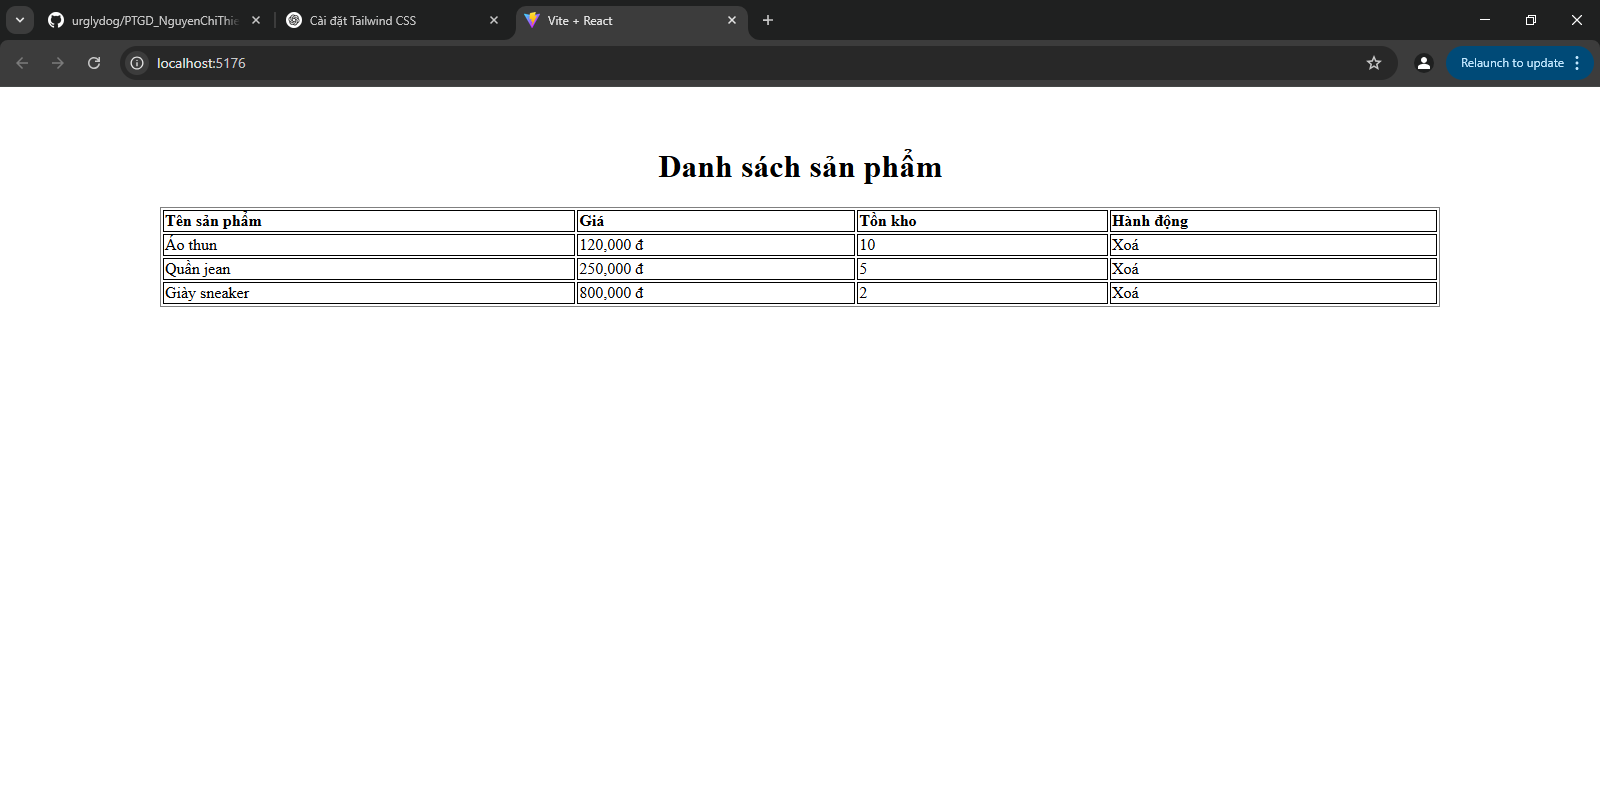 urglydog/PTGD_NguyenChiThie
Cài đặt Tailwind CSS
Vite + React
localhost:5176
Relaunch to update
Danh sách sản phẩm
Tên sản phẩm Giá Tồn kho Hành động
Áo thun 120,000 đ 10 Xoá
Quần jean 250,000 đ 5 Xoá
Giày sneaker 800,000 đ 2 Xoá